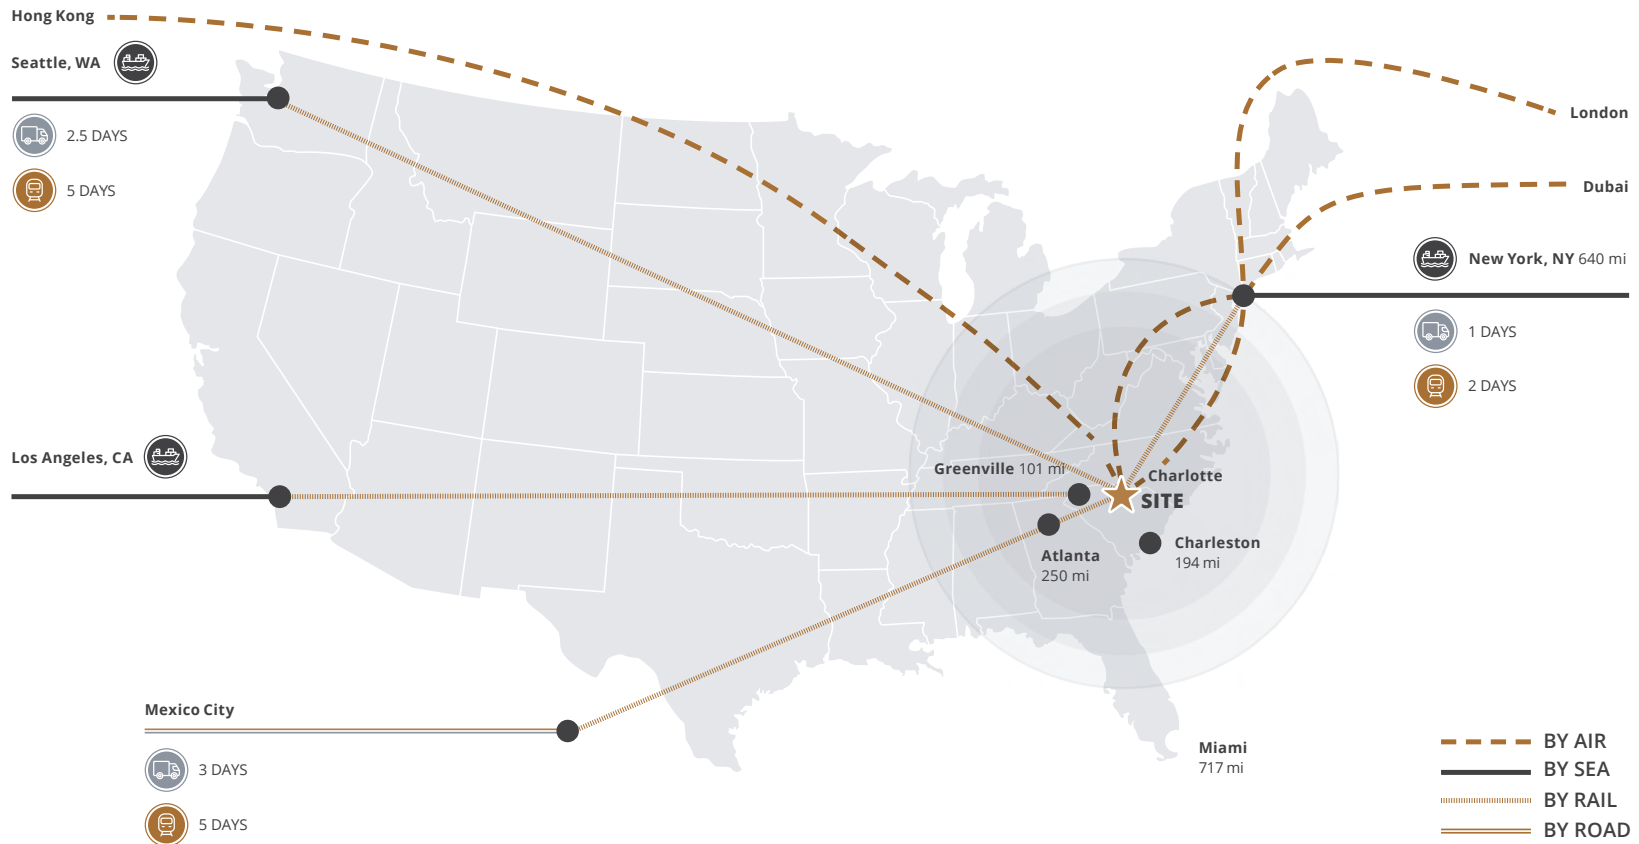 Hong Kong
Seattle, WA
2.5 DAYS
5 DAYS
London
Dubai
New York, NY 640 mi
1 DAYS
2 DAYS
Los Angeles, CA
Greenville 101 mi
Charlotte
SITE
Atlanta
250 mi
Charleston
194 mi
Mexico City
3 DAYS
5 DAYS
Miami
717 mi
BY AIR
BY SEA
BY RAIL
BY ROAD